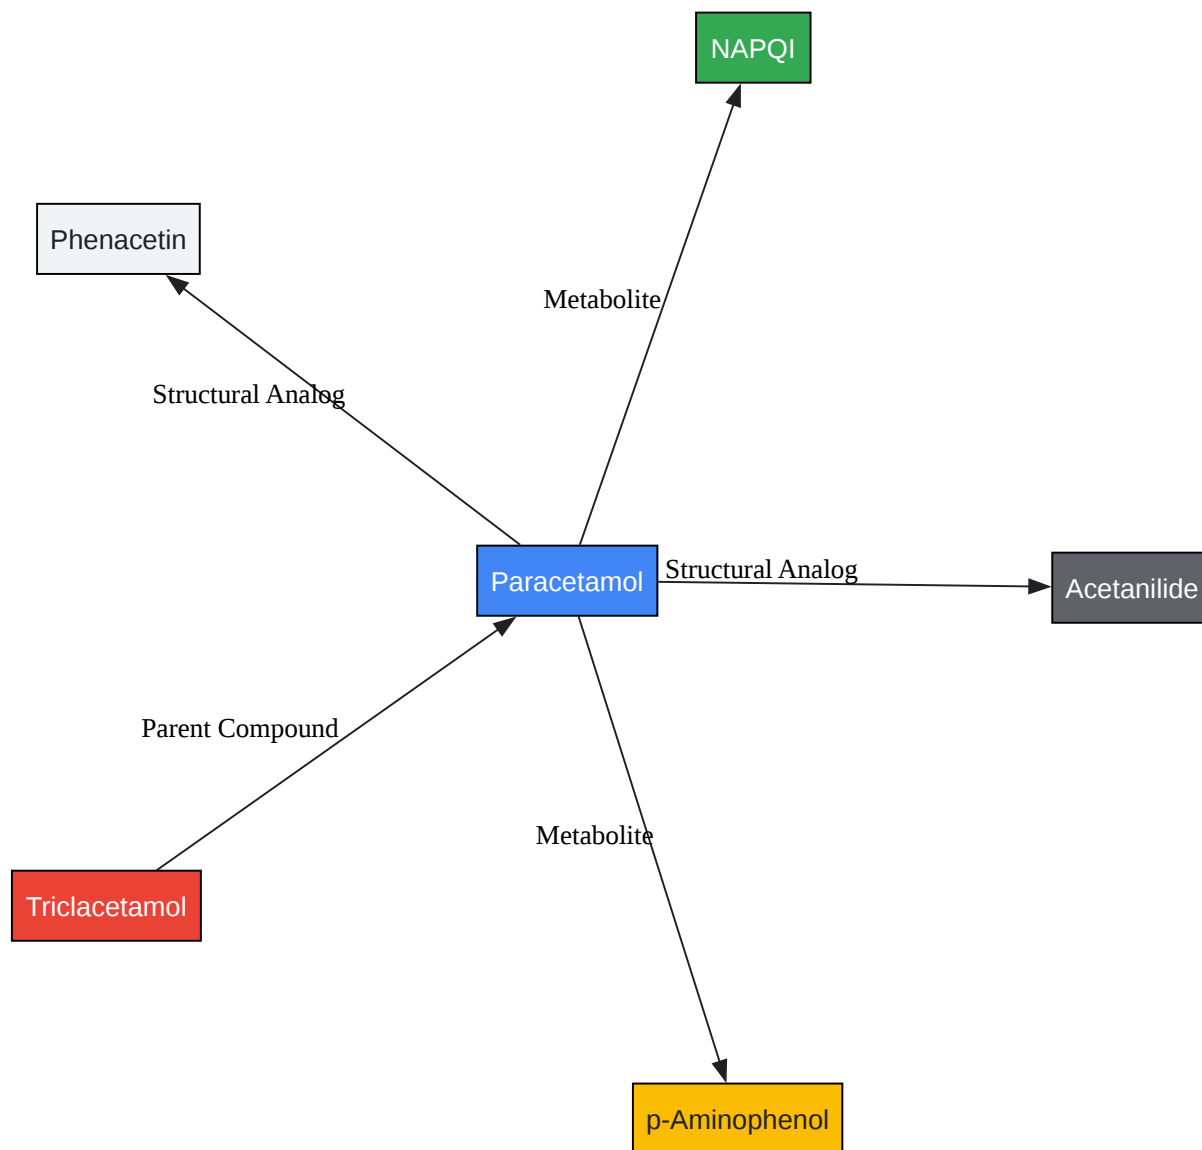 NAPQI
Phenacetin
Metabolite
Structural Analog
Structural Analog
Paracetamol
Acetanilide
Parent Compound
Metabolite
Triclacetamol
p-Aminophenol